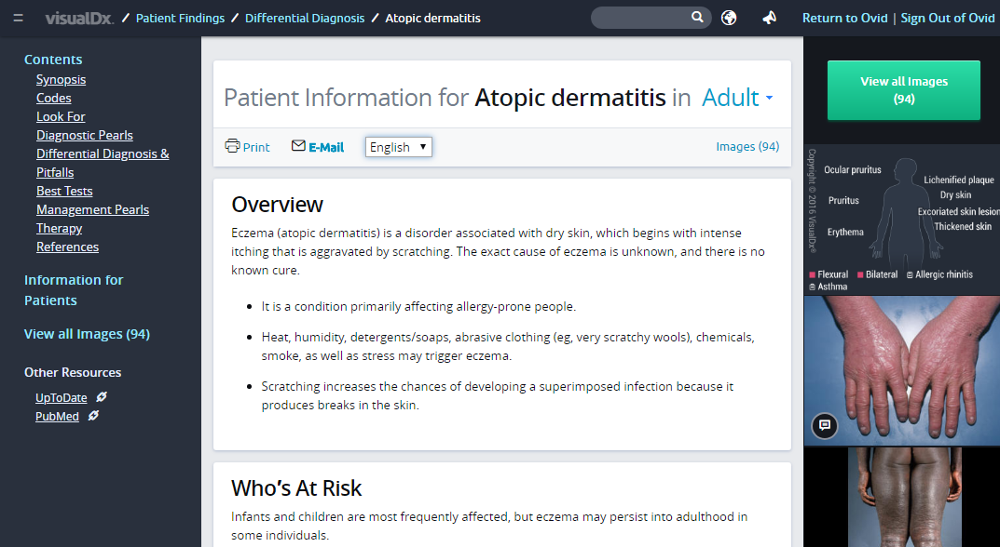 visualDx. / Patient Findings / Differential Diagnosis / Atopic dermatitis
Return to Ovid | Sign Out of Ovid
Contents
Synopsis
Codes
Look For
Diagnostic Pearls
Differential Diagnosis &
Pitfalls
Best Tests
Management Pearls
Therapy
References
Information for
Patients
View all Images (94)
Other Resources
UpToDate
PubMed
Patient Information for Atopic dermatitis in Adult
Print E-Mail English Images (94)
Overview
Eczema (atopic dermatitis) is a disorder associated with dry skin, which begins with intense
itching that is aggravated by scratching. The exact cause of eczema is unknown, and there is no
known cure.
• It is a condition primarily affecting allergy-prone people.
• Heat, humidity, detergents/soaps, abrasive clothing (eg, very scratchy wools), chemicals,
smoke, as well as stress may trigger eczema.
• Scratching increases the chances of developing a superimposed infection because it
produces breaks in the skin.
Who's At Risk
Infants and children are most frequently affected, but eczema may persist into adulthood in
some individuals.
View all Images
(94)
Copyright © 2016 VisualDx®
Ocular pruritus
Pruritus
Erythema
Lichenified plaque
Dry skin
Excoriated skin lesion
Thickened skin
Flexural Bilateral Allergic rhinitis
Asthma